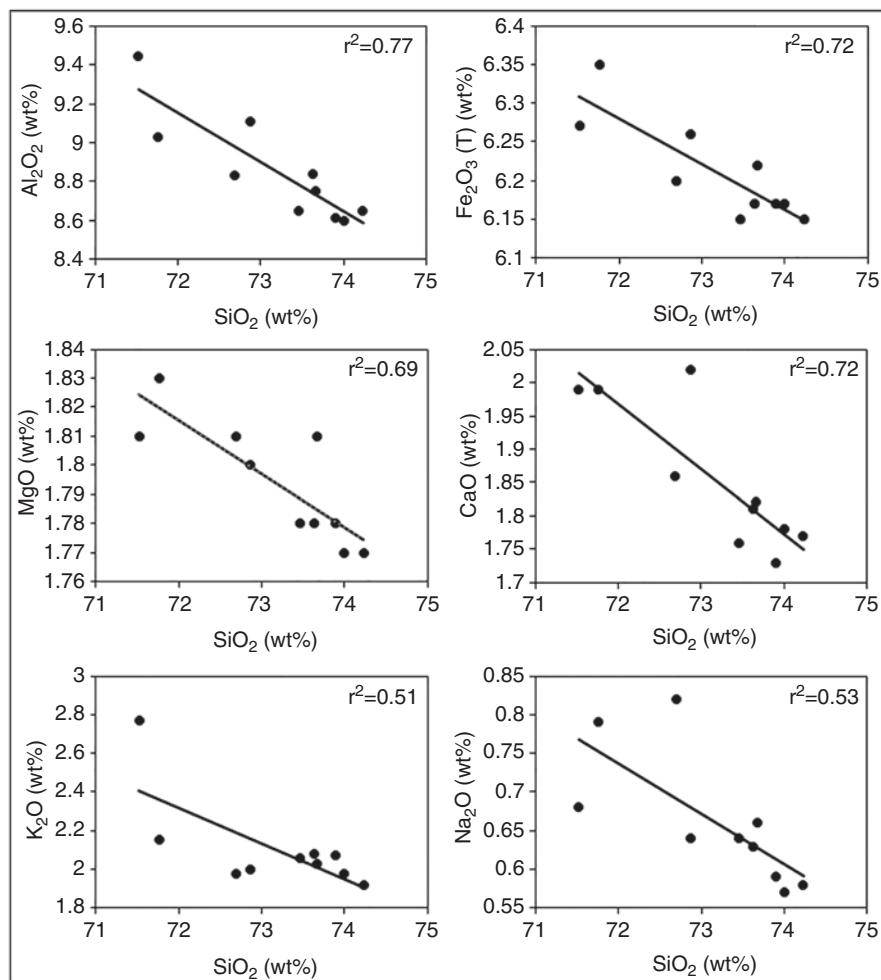 r²=0.77
Al₂O₂ (wt%)
9.6
9.4
9.2
9
8.8
8.6
8.4
71 72 73 74 75
SiO₂ (wt%)
r²=0.72
Fe₂O₃ (T) (wt%)
6.4
6.35
6.3
6.25
6.2
6.15
6.1
71 72 73 74 75
SiO₂ (wt%)
r²=0.69
MgO (wt%)
1.84
1.83
1.82
1.81
1.8
1.79
1.78
1.77
1.76
71 72 73 74 75
SiO₂ (wt%)
r²=0.72
CaO (wt%)
2.05
2
1.95
1.9
1.85
1.8
1.75
1.7
71 72 73 74 75
SiO₂ (wt%)
r²=0.51
K₂O (wt%)
3
2.8
2.6
2.4
2.2
2
1.8
71 72 73 74 75
SiO₂ (wt%)
r²=0.53
Na₂O (wt%)
0.85
0.8
0.75
0.7
0.65
0.6
0.55
71 72 73 74 75
SiO₂ (wt%)